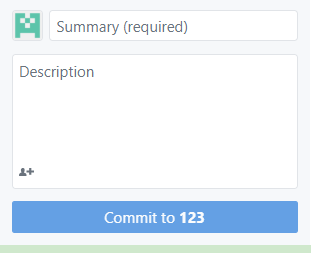 Summary (required)
Description
Commit to 123